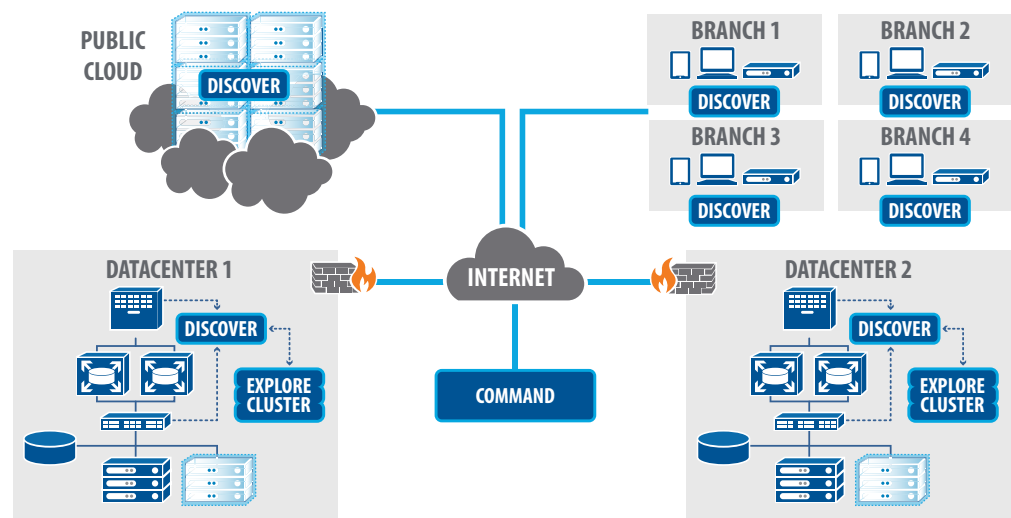 PUBLIC
CLOUD
DISCOVER
BRANCH 1
DISCOVER
BRANCH 2
DISCOVER
BRANCH 3
DISCOVER
BRANCH 4
DISCOVER
INTERNET
DATACENTER 1
DISCOVER
EXPLORE
CLUSTER
COMMAND
DATACENTER 2
DISCOVER
EXPLORE
CLUSTER